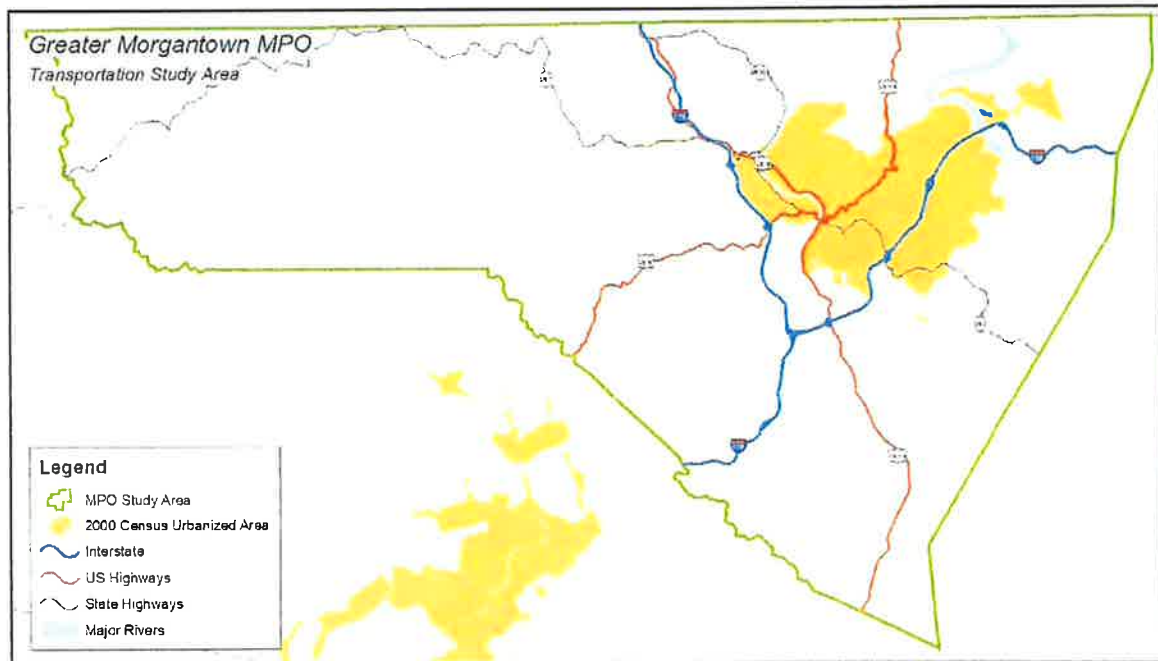 Greater Morgantown MPO
Transportation Study Area
Legend
MPO Study Area
2000 Census Urbanized Area
Interstate
US Highways
State Highways
Major Rivers